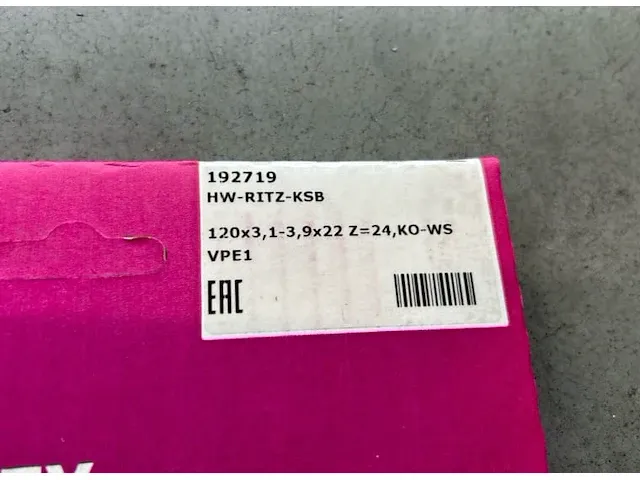 192719
HW-RITZ-KSB
120x3,1-3,9x22 Z=24,KO-WS
VPE1
EAC